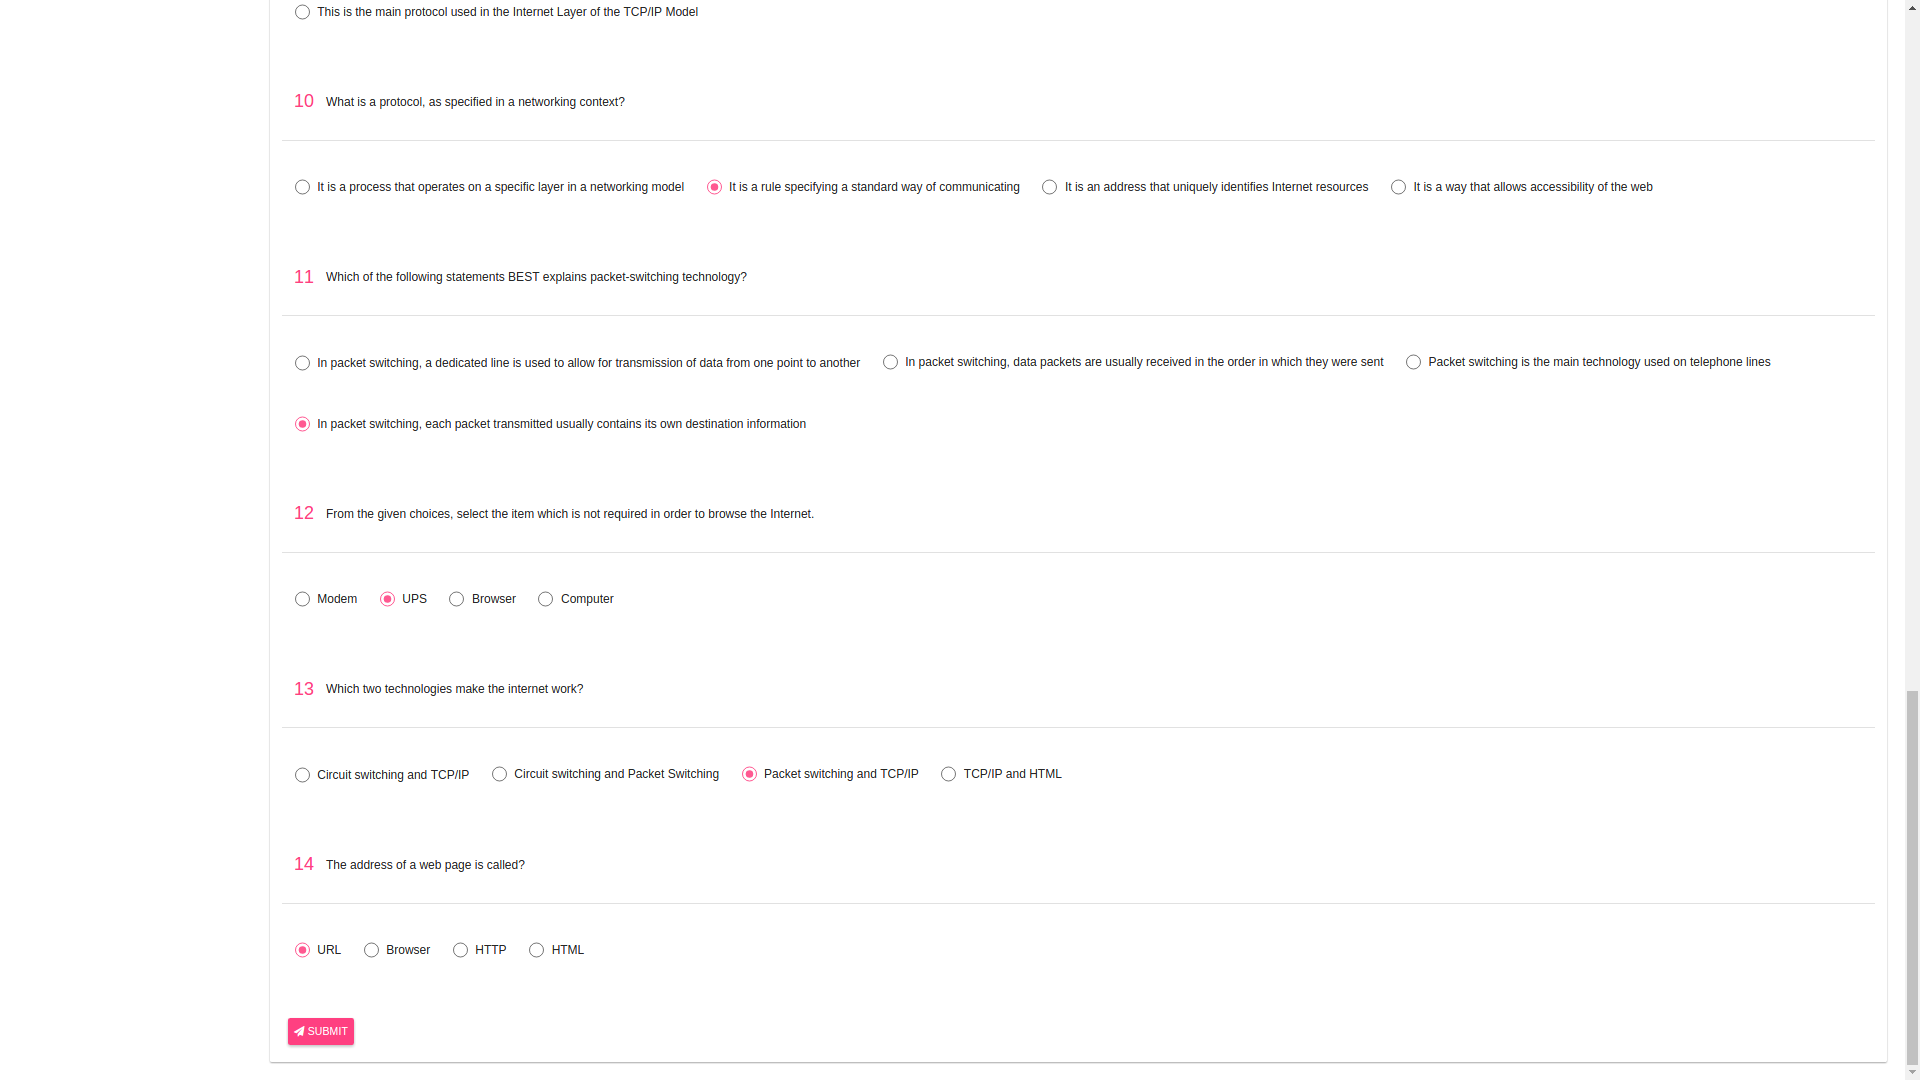 This is the main protocol used in the Internet Layer of the TCP/IP Model
10 What is a protocol, as specified in a networking context?
It is a process that operates on a specific layer in a networking model It is a rule specifying a standard way of communicating It is an address that uniquely identifies Internet resources It is a way that allows accessibility of the web
11 Which of the following statements BEST explains packet-switching technology?
In packet switching, a dedicated line is used to allow for transmission of data from one point to another In packet switching, data packets are usually received in the order in which they were sent Packet switching is the main technology used on telephone lines
In packet switching, each packet transmitted usually contains its own destination information
12 From the given choices, select the item which is not required in order to browse the Internet.
Modem UPS Browser Computer
13 Which two technologies make the internet work?
Circuit switching and TCP/IP Circuit switching and Packet Switching Packet switching and TCP/IP TCP/IP and HTML
14 The address of a web page is called?
URL Browser HTTP HTML
SUBMIT